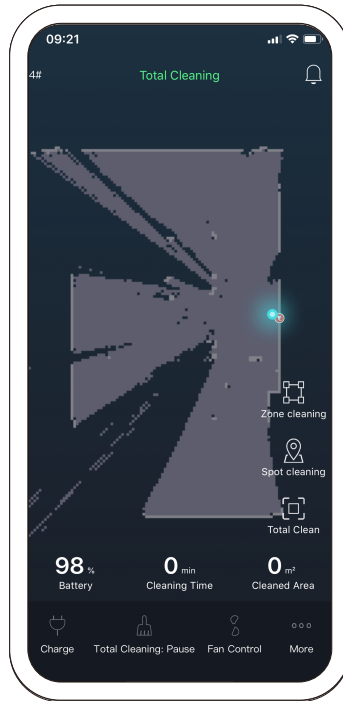 09:21
4#
Total Cleaning
Zone cleaning
Spot cleaning
Total Clean
98 % 0 min 0 m²
Battery Cleaning Time Cleaned Area
Charge Total Cleaning: Pause Fan Control More